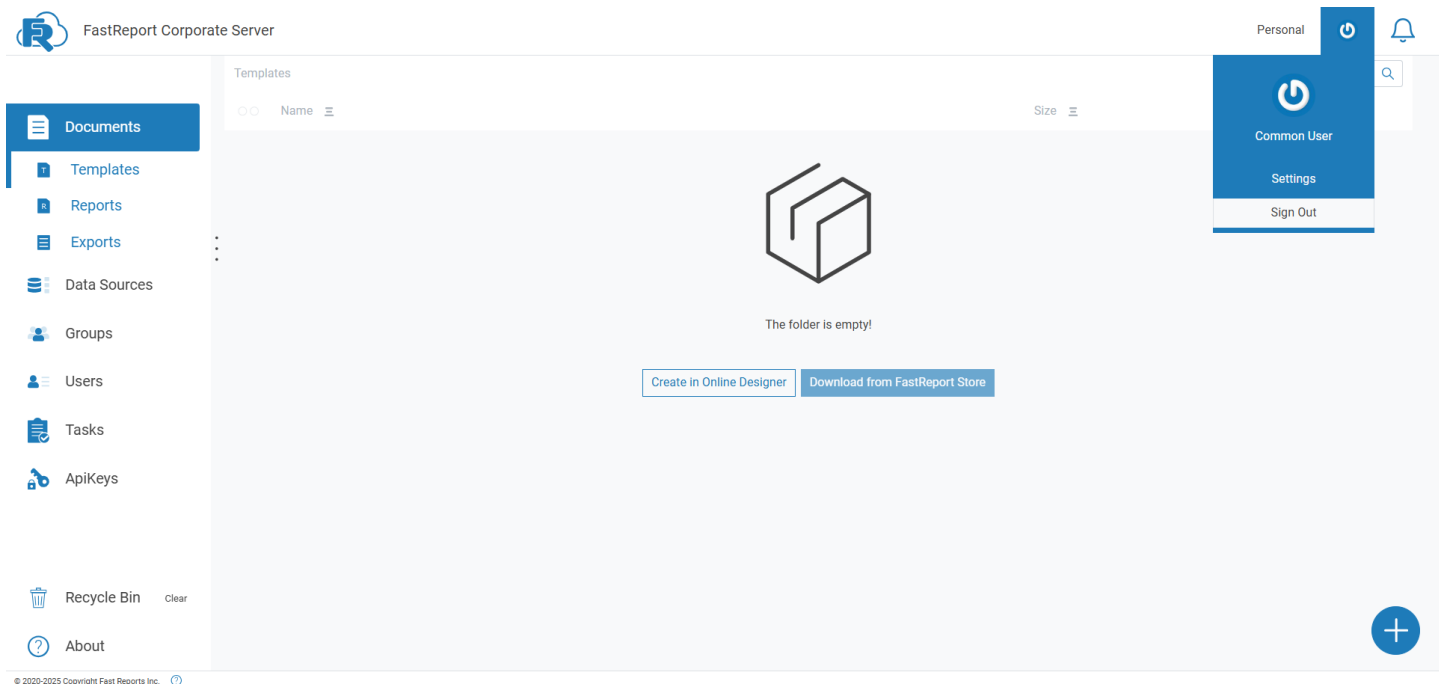 FastReport Corporate Server
Personal
Templates
Name
Size
Common User
Settings
Sign Out
Documents
Templates
Reports
Exports
Data Sources
Groups
Users
Tasks
ApiKeys
The folder is empty!
Create in Online Designer
Download from FastReport Store
Recycle Bin Clear
About
© 2020-2025 Copyright Fast Reports Inc.